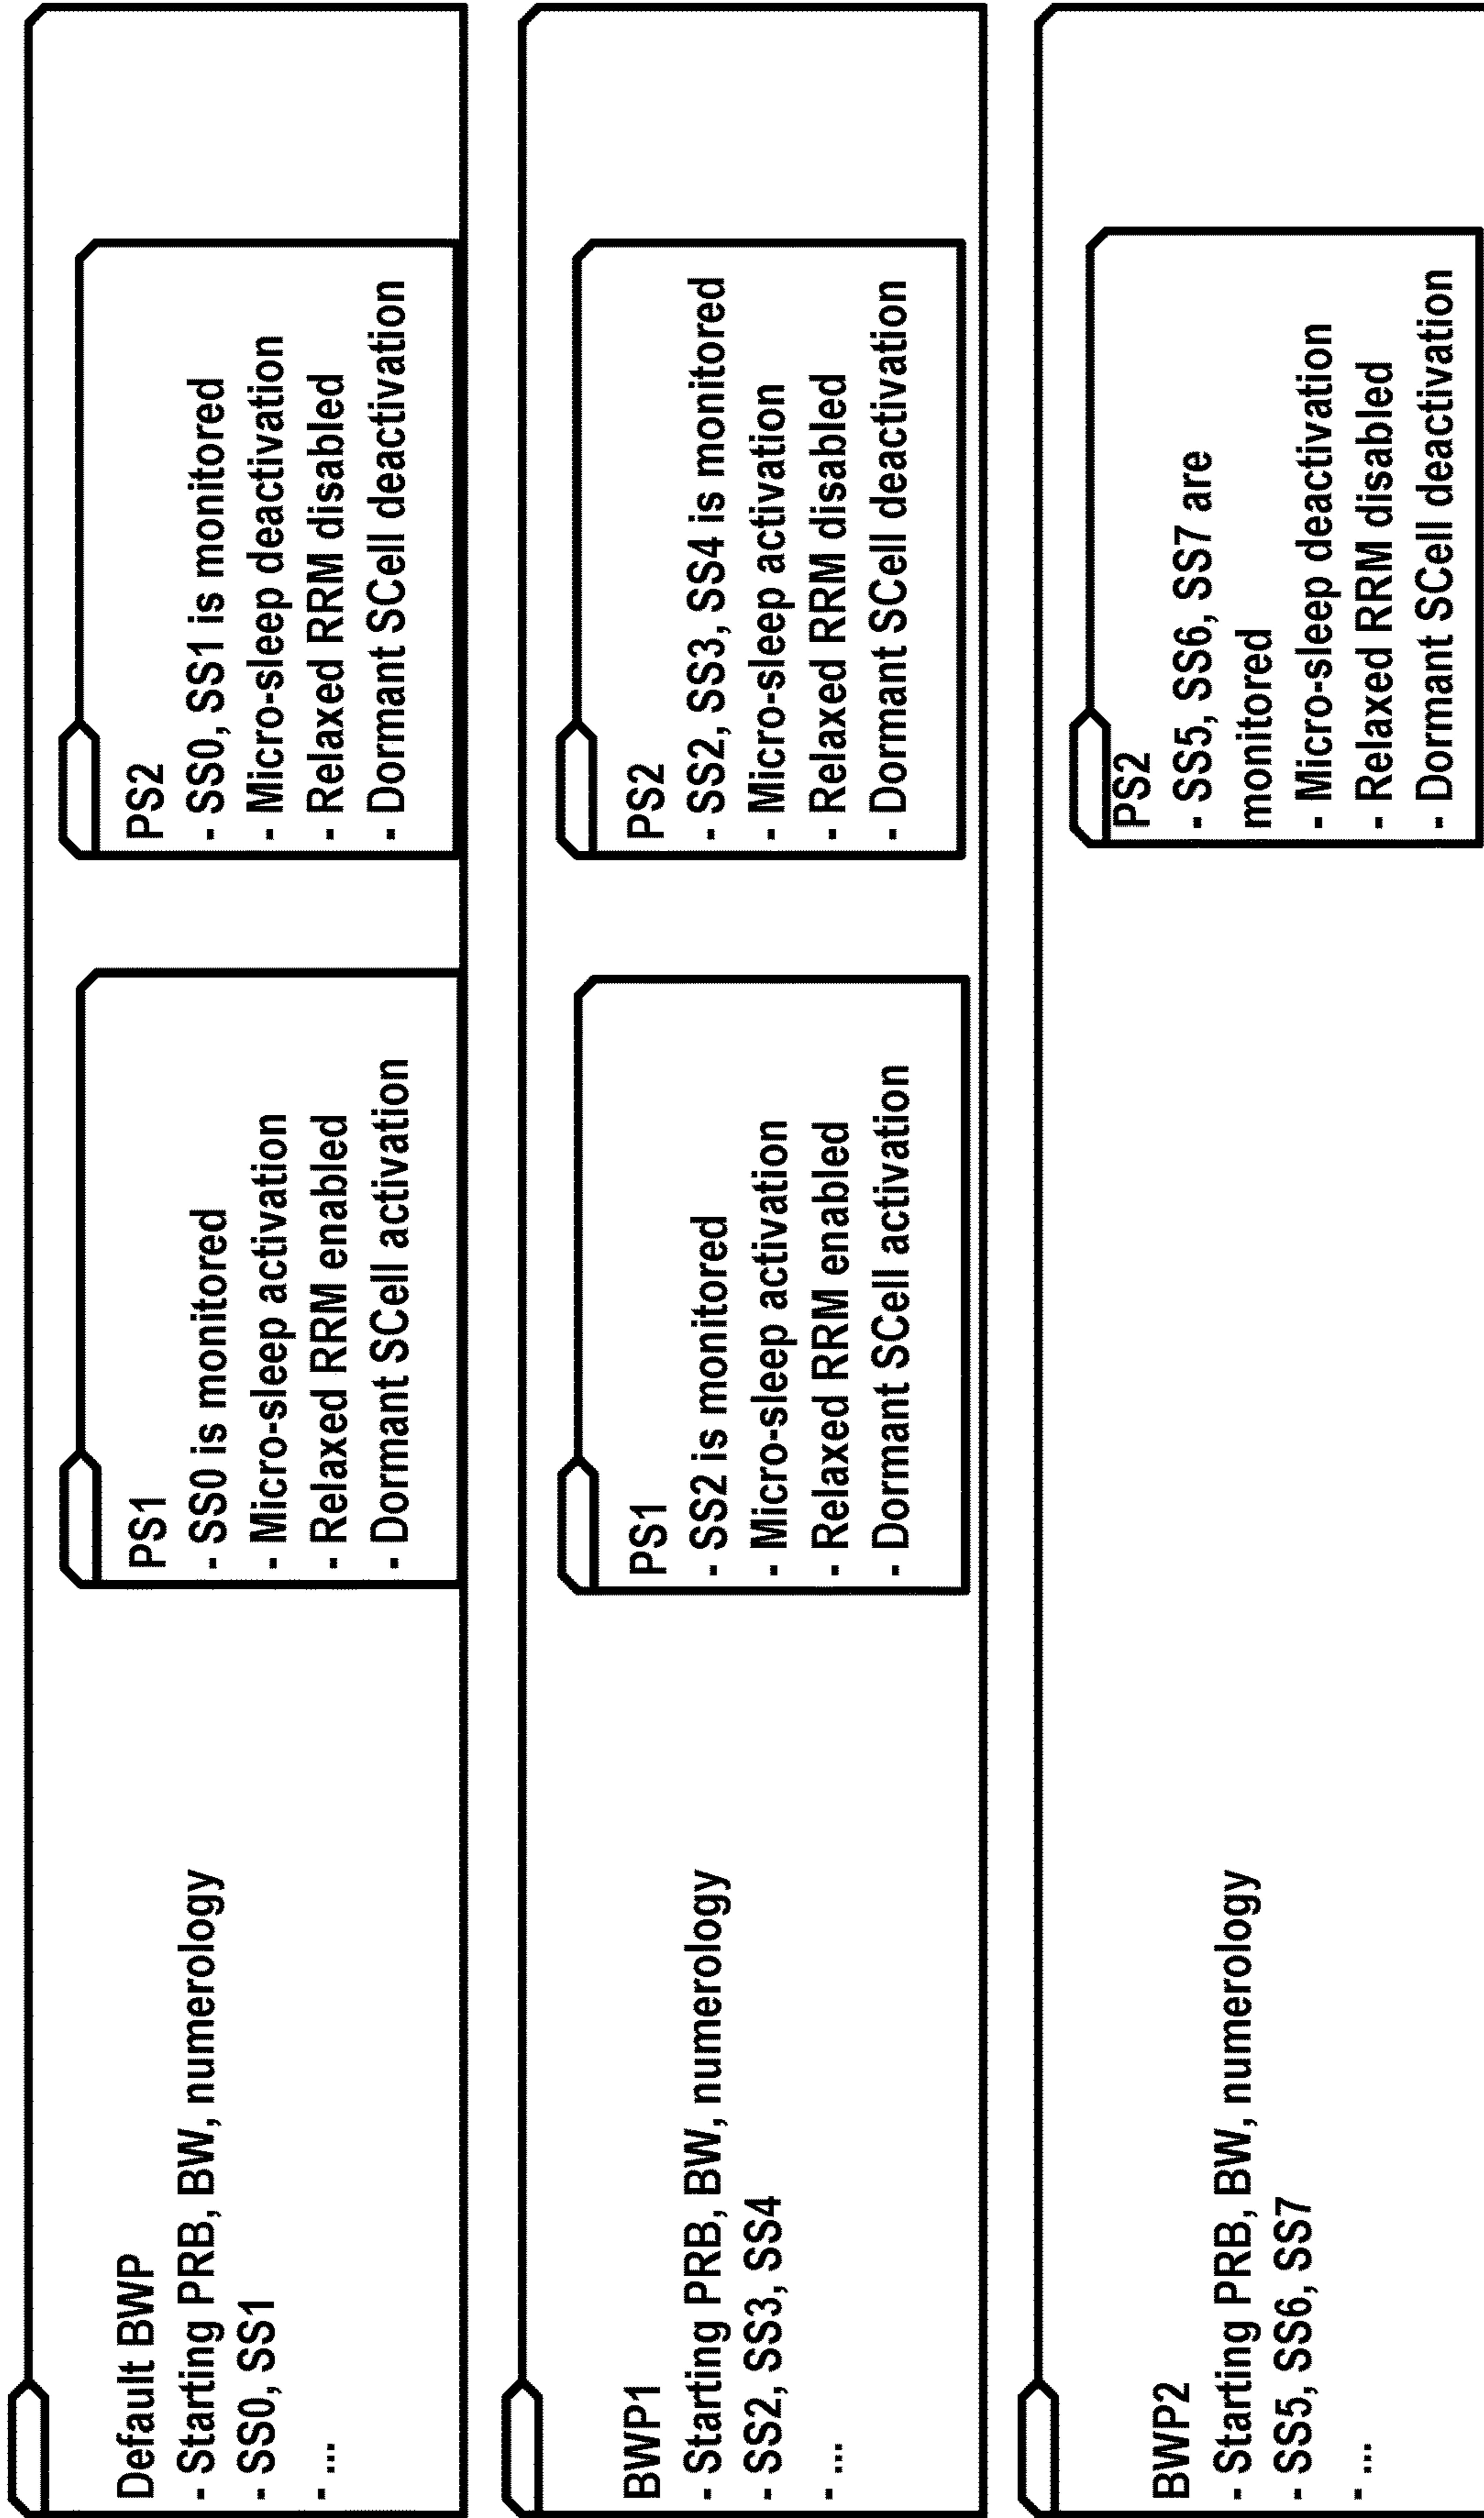 Default BWP
- Starting PRB, BW, numerology
- SS0, SS1
- ...
PS1
- SS0 is monitored
- Micro-sleep activation
- Relaxed RRM enabled
- Dormant SCell activation
PS2
- SS0, SS1 is monitored
- Micro-sleep deactivation
- Relaxed RRM disabled
- Dormant SCell deactivation
BWP1
- Starting PRB, BW, numerology
- SS2, SS3, SS4
- ...
PS1
- SS2 is monitored
- Micro-sleep activation
- Relaxed RRM enabled
- Dormant SCell activation
PS2
- SS2, SS3, SS4 is monitored
- Micro-sleep activation
- Relaxed RRM disabled
- Dormant SCell deactivation
BWP2
- Starting PRB, BW, numerology
- SS5, SS6, SS7
- ...
PS2
- SS5, SS6, SS7 are
monitored
- Micro-sleep deactivation
- Relaxed RRM disabled
- Dormant SCell deactivation